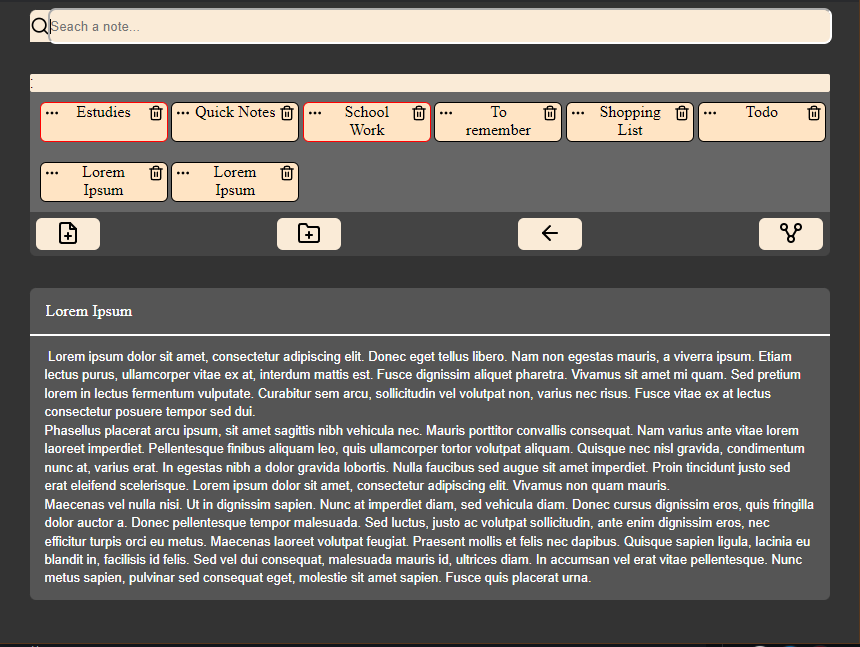 Seach a note...
:
Estudies
Quick Notes
School
Work
To
remember
Shopping
List
Todo
Lorem
Ipsum
Lorem
Ipsum
Lorem Ipsum
Lorem ipsum dolor sit amet, consectetur adipiscing elit. Donec eget tellus libero. Nam non egestas mauris, a viverra ipsum. Etiam
lectus purus, ullamcorper vitae ex at, interdum mattis est. Fusce dignissim aliquet pharetra. Vivamus sit amet mi quam. Sed pretium
lorem in lectus fermentum vulputate. Curabitur sem arcu, sollicitudin vel volutpat non, varius nec risus. Fusce vitae ex at lectus
consectetur posuere tempor sed dui.
Phasellus placerat arcu ipsum, sit amet sagittis nibh vehicula nec. Mauris porttitor convallis consequat. Nam varius ante vitae lorem
laoreet imperdiet. Pellentesque finibus aliquam leo, quis ullamcorper tortor volutpat aliquam. Quisque nec nisl gravida, condimentum
nunc at, varius erat. In egestas nibh a dolor gravida lobortis. Nulla faucibus sed augue sit amet imperdiet. Proin tincidunt justo sed
erat eleifend scelerisque. Lorem ipsum dolor sit amet, consectetur adipiscing elit. Vivamus non quam mauris.
Maecenas vel nulla nisi. Ut in dignissim sapien. Nunc at imperdiet diam, sed vehicula diam. Donec cursus dignissim eros, quis fringilla
dolor auctor a. Donec pellentesque tempor malesuada. Sed luctus, justo ac volutpat sollicitudin, ante enim dignissim eros, nec
efficitur turpis orci eu metus. Maecenas laoreet volutpat feugiat. Praesent mollis et felis nec dapibus. Quisque sapien ligula, lacinia eu
blandit in, facilisis id felis. Sed vel dui consequat, malesuada mauris id, ultrices diam. In accumsan vel erat vitae pellentesque. Nunc
metus sapien, pulvinar sed consequat eget, molestie sit amet sapien. Fusce quis placerat urna.